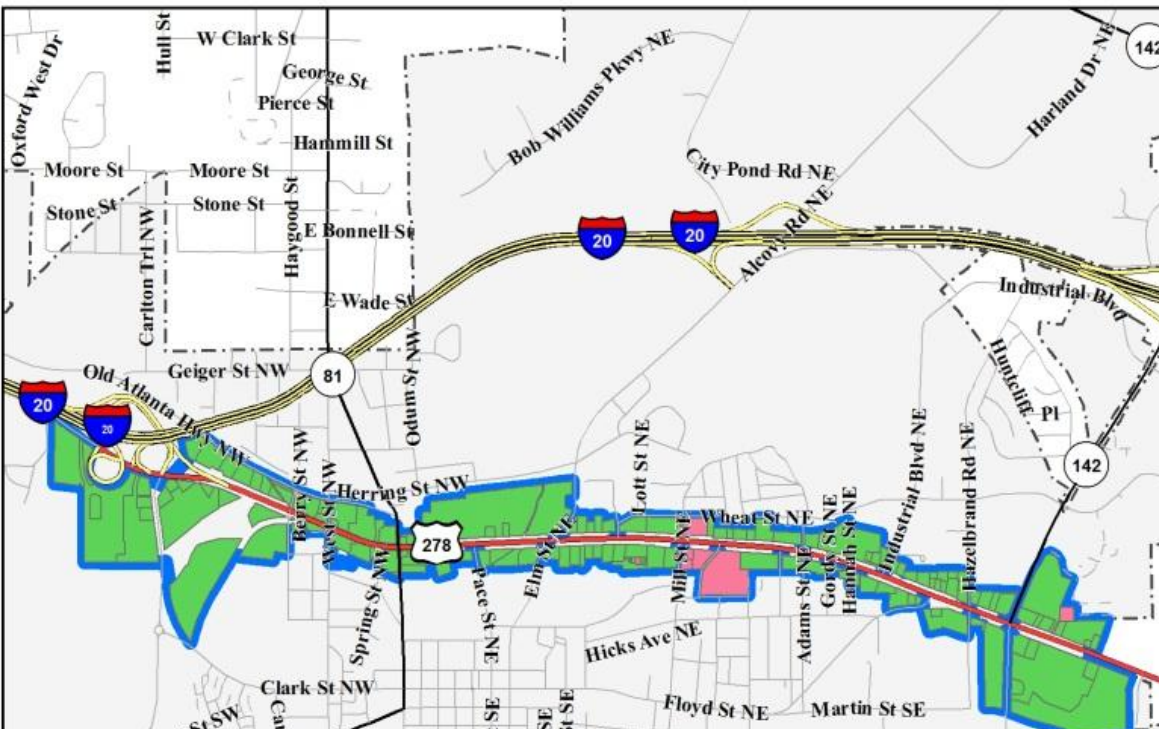 Hull St
W Clark St
142
Oxford West Dr
George St
Bob Williams Pkwy NE
Harland Dr NE
Pierce St
Hammill St
Moore St
Moore St
City Pond Rd NE
Stone St
Stone St
Haygood St
E Bonnell St
20
20
Alcovy Rd NE
Carlton Trl NW
E Wade St
Industrial Blvd
Geiger St NW
81
Odum St NW
Huntcliff
Pl
Old Atlanta Hwy NW
20
20
Berry St NW
Herring St NW
Lott St NE
Industrial Blvd NE
Hazelbrand Rd NE
142
278
Elm St NE
Mill St NE
Wheat St NE
Gordy St NE
Hannah St NE
Adams St NE
Spring St NW
Pace St NE
Hicks Ave NE
Clark St NW
Floyd St NE
Martin St SE
St SW
SE
SE
St SE